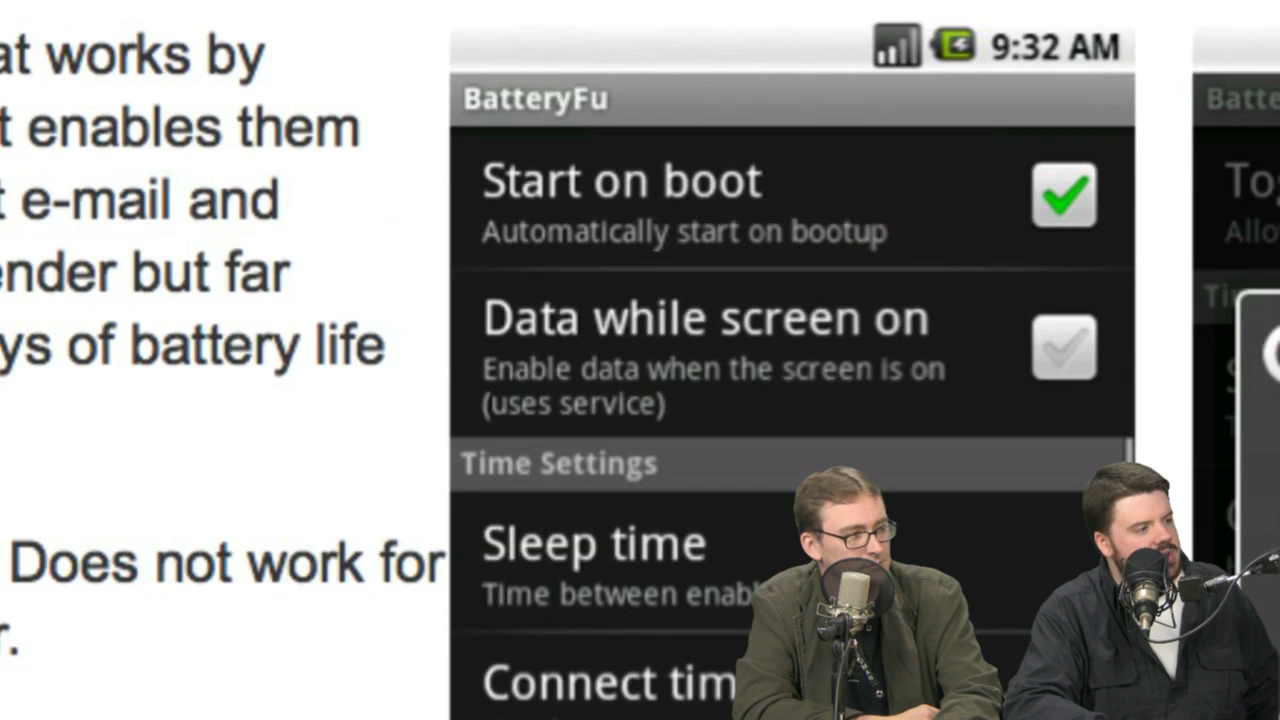 at works by
t enables them
t e-mail and
ender but far
ys of battery life
Does not work for
r.
9:32 AM
BatteryFu
Start on boot
Automatically start on bootup
Data while screen on
Enable data when the screen is on
(uses service)
Time Settings
Sleep time
Time between enab
Connect tim
Batte
Tog
Allo
Ti